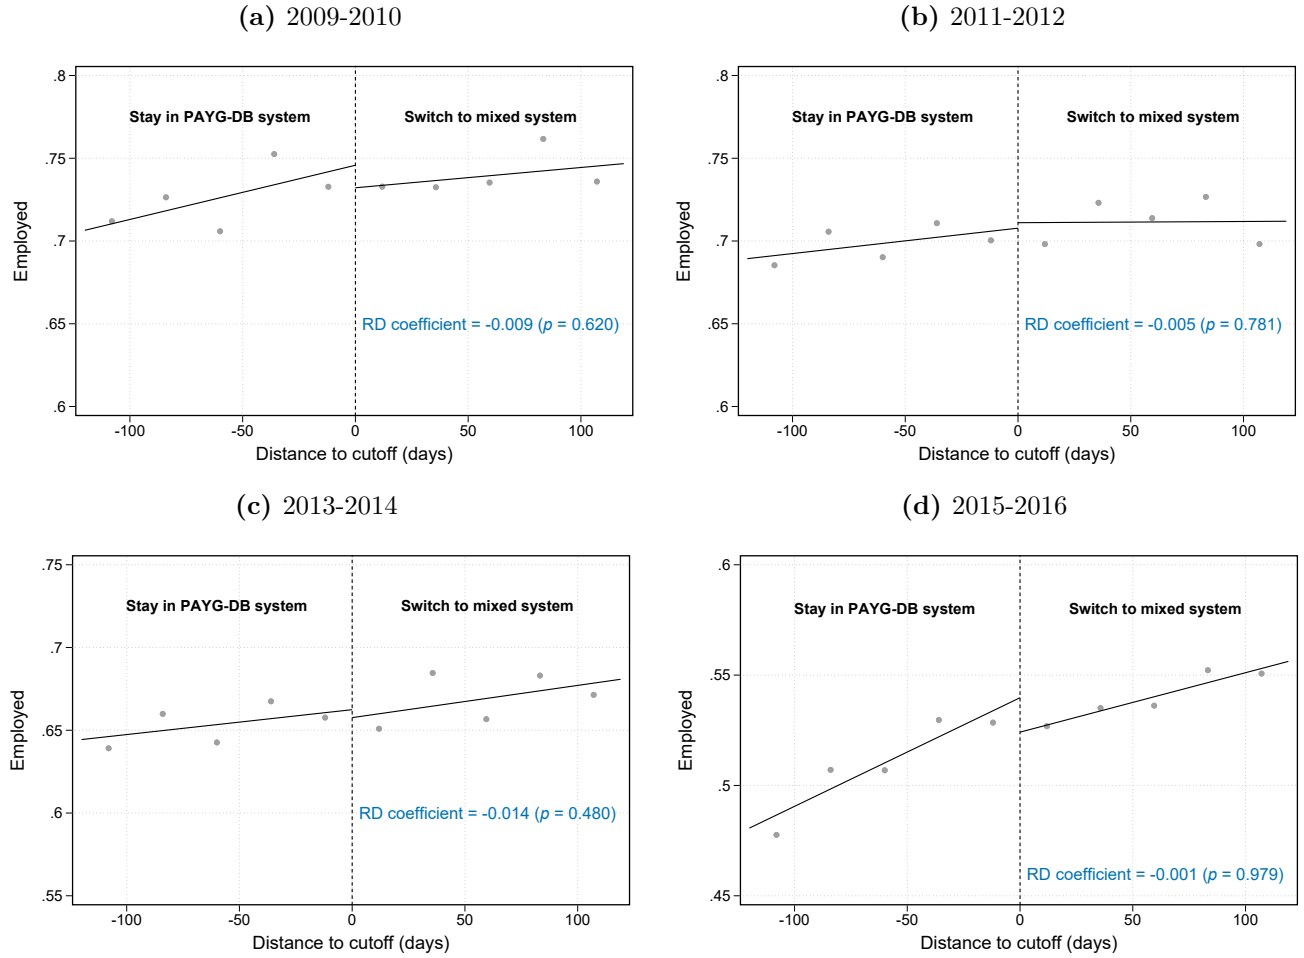 (a) 2009-2010
.8
.75
.7
.65
.6
Employed
Stay in PAYG-DB system
Switch to mixed system
RD coefficient = -0.009 (p = 0.620)
-100 -50 0 50 100
Distance to cutoff (days)
(b) 2011-2012
.8
.75
.7
.65
.6
Employed
Stay in PAYG-DB system
Switch to mixed system
RD coefficient = -0.005 (p = 0.781)
-100 -50 0 50 100
Distance to cutoff (days)
(c) 2013-2014
.75
.7
.65
.6
.55
Employed
Stay in PAYG-DB system
Switch to mixed system
RD coefficient = -0.014 (p = 0.480)
-100 -50 0 50 100
Distance to cutoff (days)
(d) 2015-2016
.6
.55
.5
.45
Employed
Stay in PAYG-DB system
Switch to mixed system
RD coefficient = -0.001 (p = 0.979)
-100 -50 0 50 100
Distance to cutoff (days)